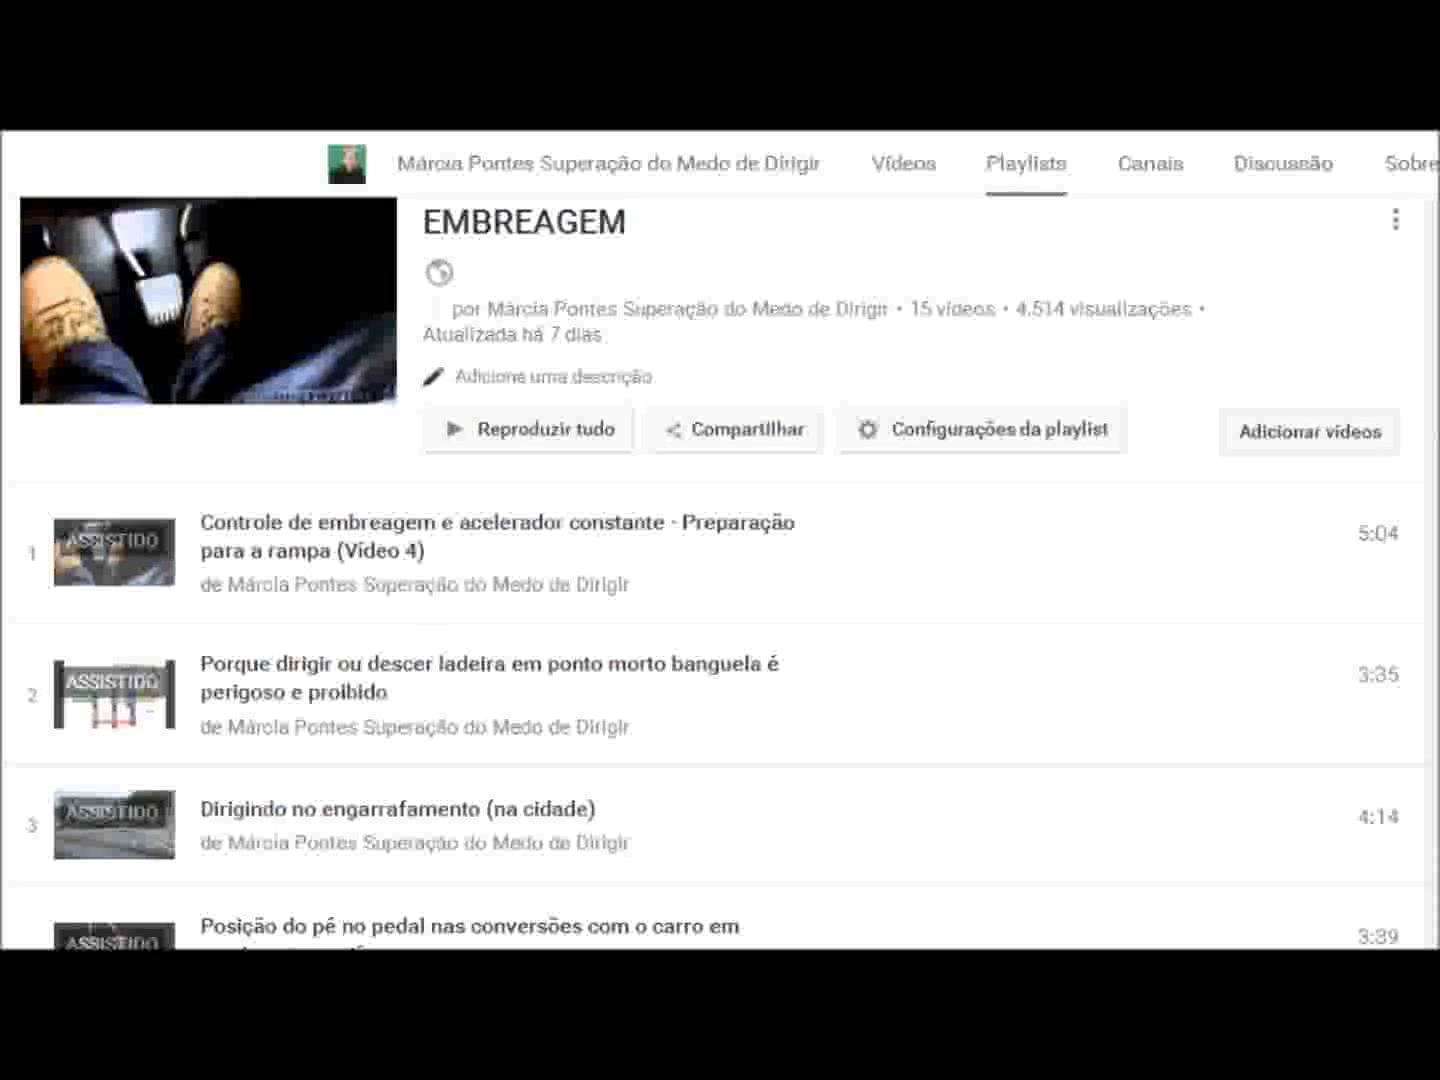 Márcia Pontes Superação do Medo de Dirigir Vídeos Playlists Canais Discussão Sobre
EMBREAGEM
por Márcia Pontes Superação do Medo de Dirigir • 15 vídeos • 4.514 visualizações •
Atualizada há 7 dias
Adicione uma descrição
Reproduzir tudo Compartilhar Configurações da playlist Adicionar vídeos
1 ASSISTIDO Controle de embreagem e acelerador constante - Preparação
para a rampa (Vídeo 4)
5:04
de Márcia Pontes Superação do Medo de Dirigir
2 ASSISTIDO Porque dirigir ou descer ladeira em ponto morto banguela é
perigoso e proibido
3:35
de Márcia Pontes Superação do Medo de Dirigir
3 ASSISTIDO Dirigindo no engarrafamento (na cidade)
4:14
de Márcia Pontes Superação do Medo de Dirigir
ASSISTIDO Posição do pé no pedal nas conversões com o carro em
3:39